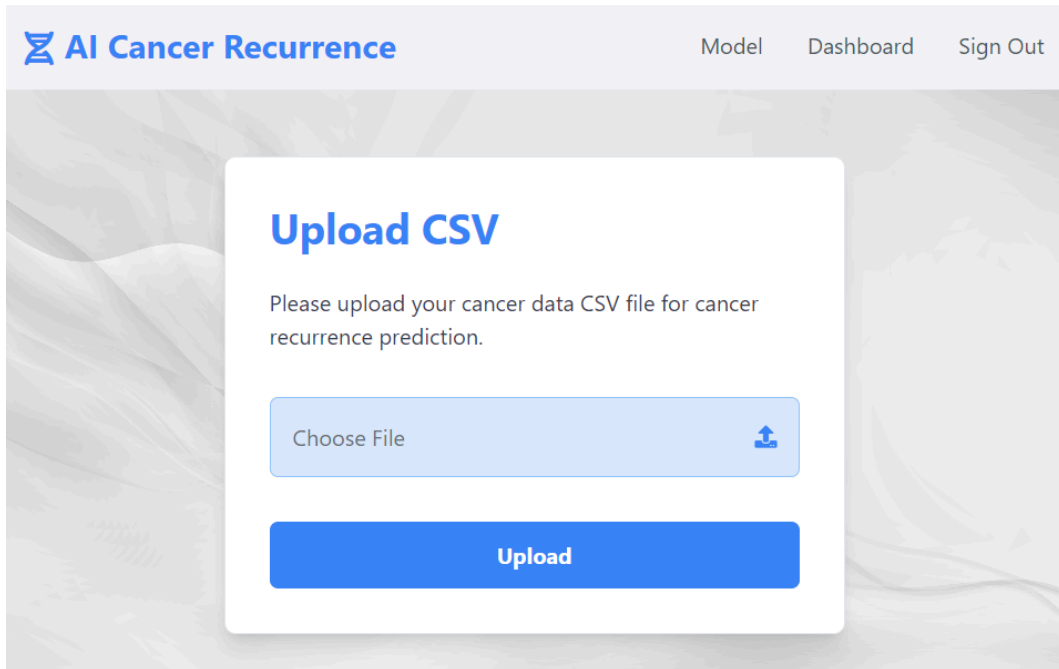 AI Cancer Recurrence
Model Dashboard Sign Out
Upload CSV
Please upload your cancer data CSV file for cancer
recurrence prediction.
Choose File
Upload